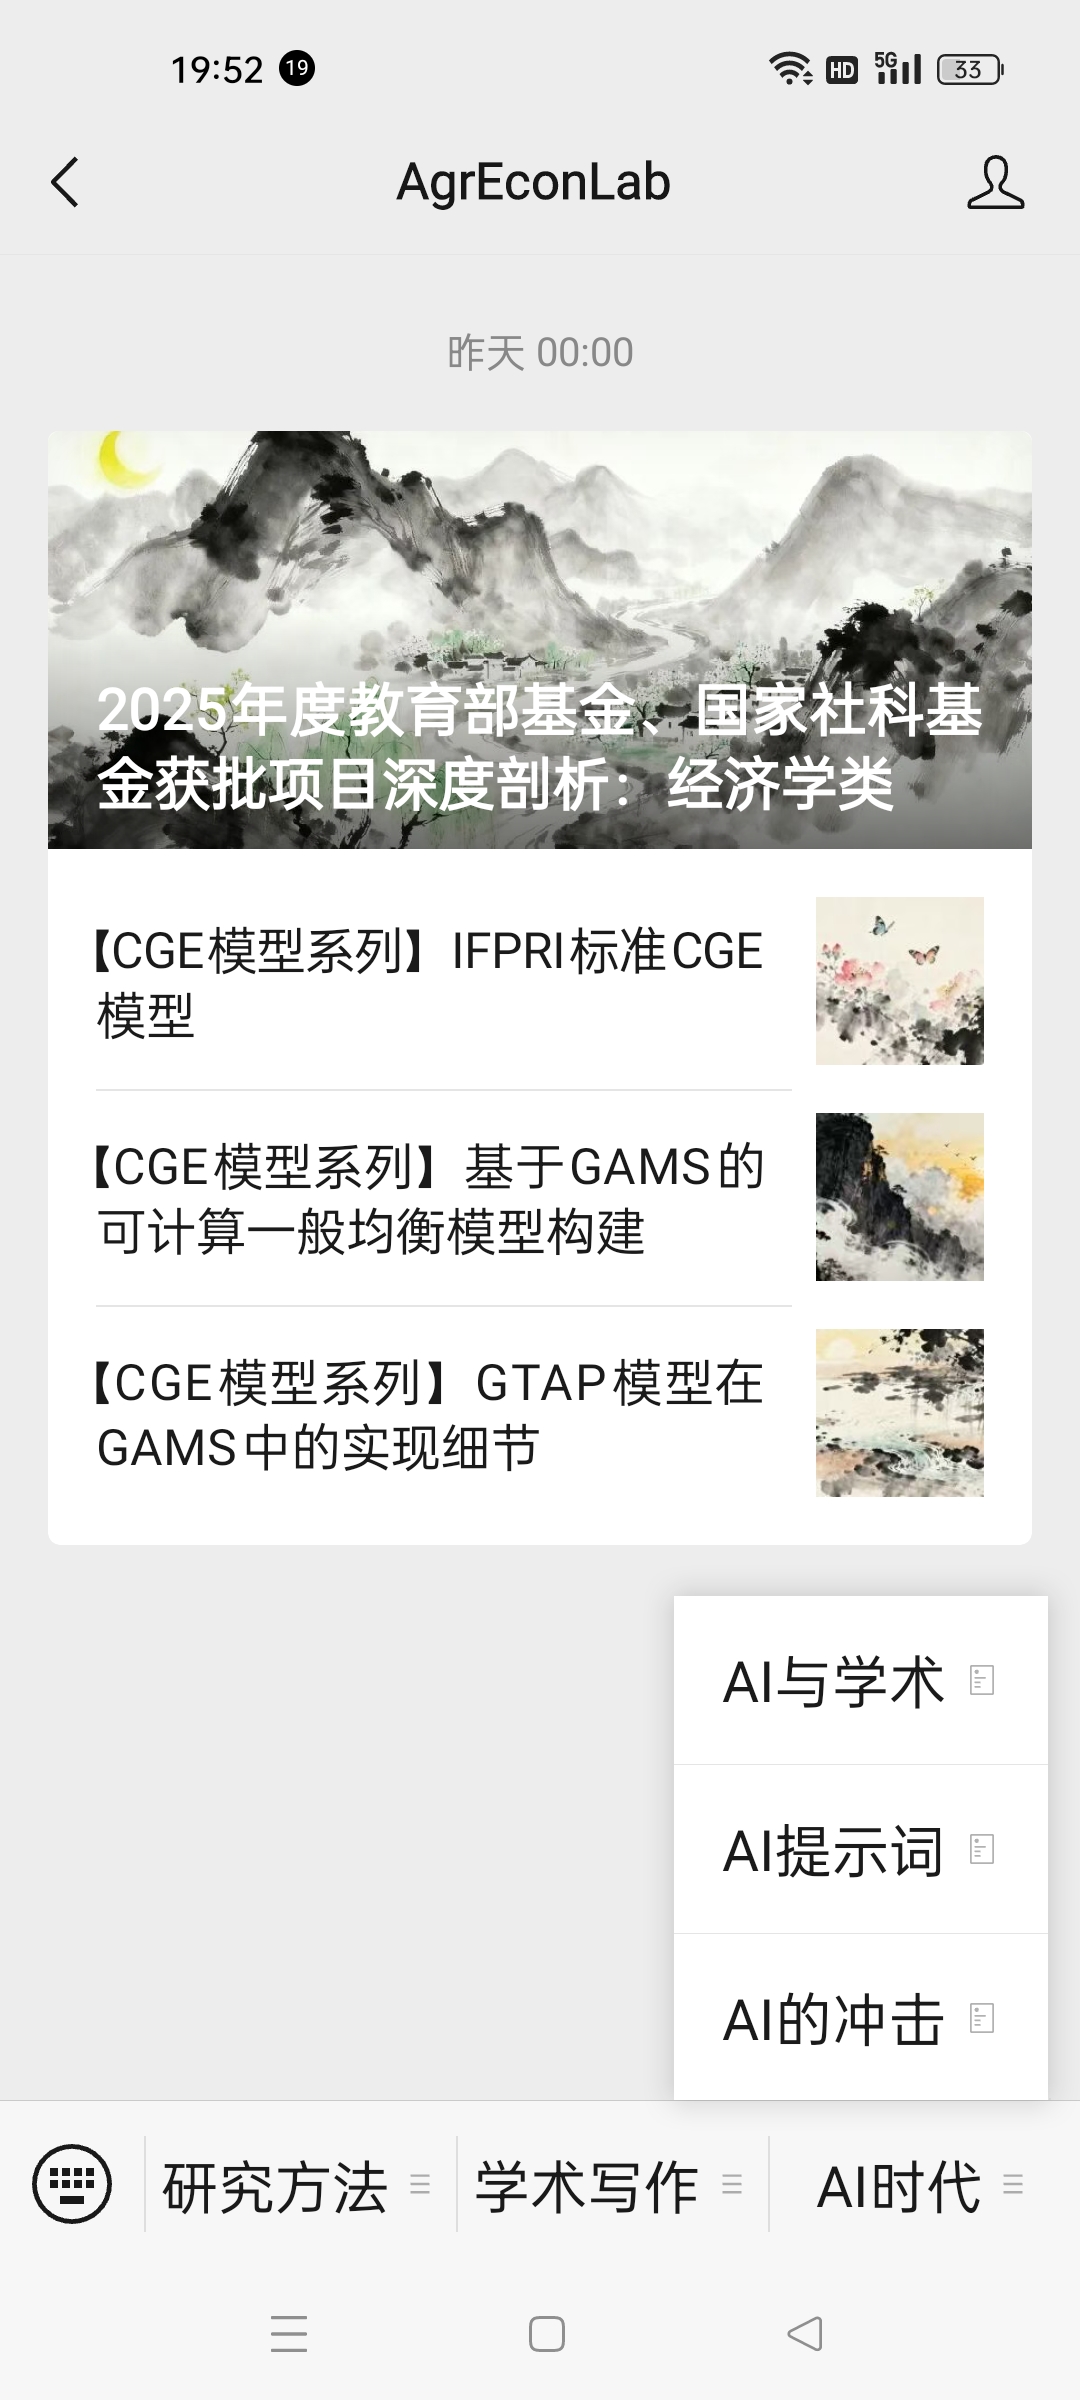 19:52 19 HD 5G 33
AgrEconLab
昨天 00:00
2025年度教育部基金、国家社科基
金获批项目深度剖析：经济学类
【CGE模型系列】IFPRI标准CGE
模型
【CGE模型系列】基于GAMS的
可计算一般均衡模型构建
【CGE模型系列】GTAP模型在
GAMS中的实现细节
AI与学术
AI提示词
AI的冲击
研究方法 学术写作 AI时代